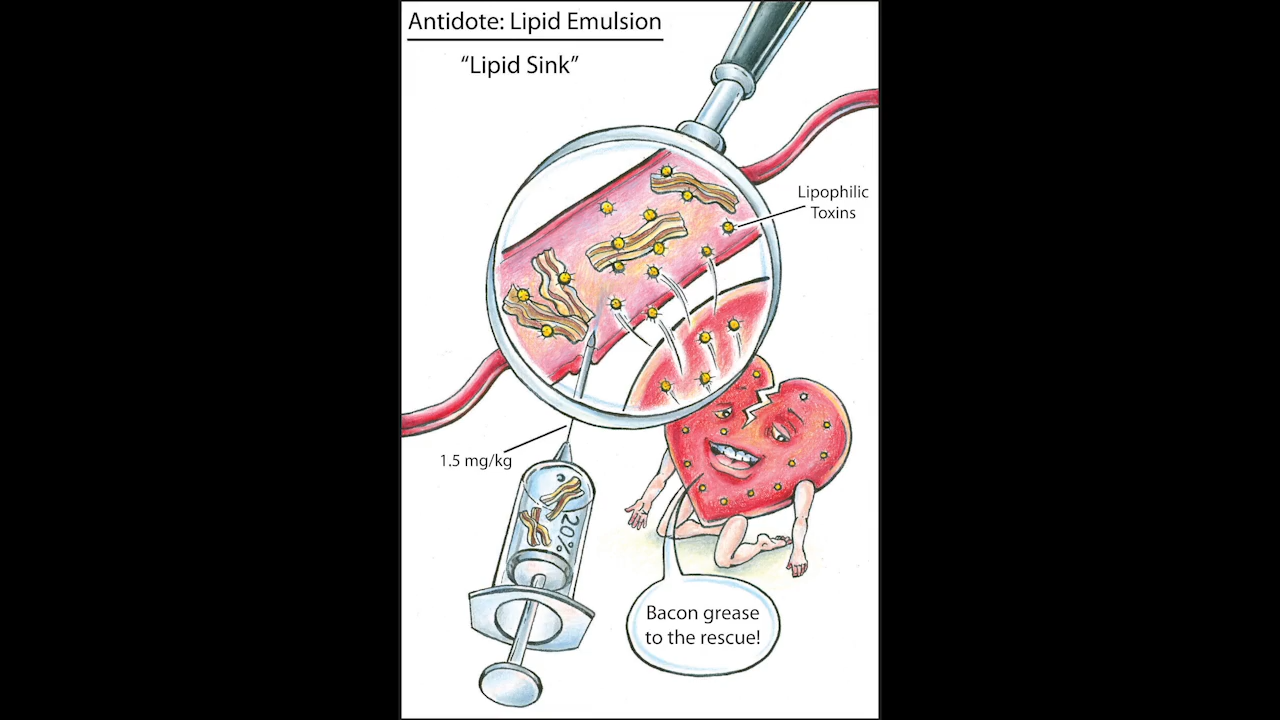 Antidote: Lipid Emulsion
“Lipid Sink”
Lipophilic
Toxins
1.5 mg/kg
20%
Bacon grease
to the rescue!